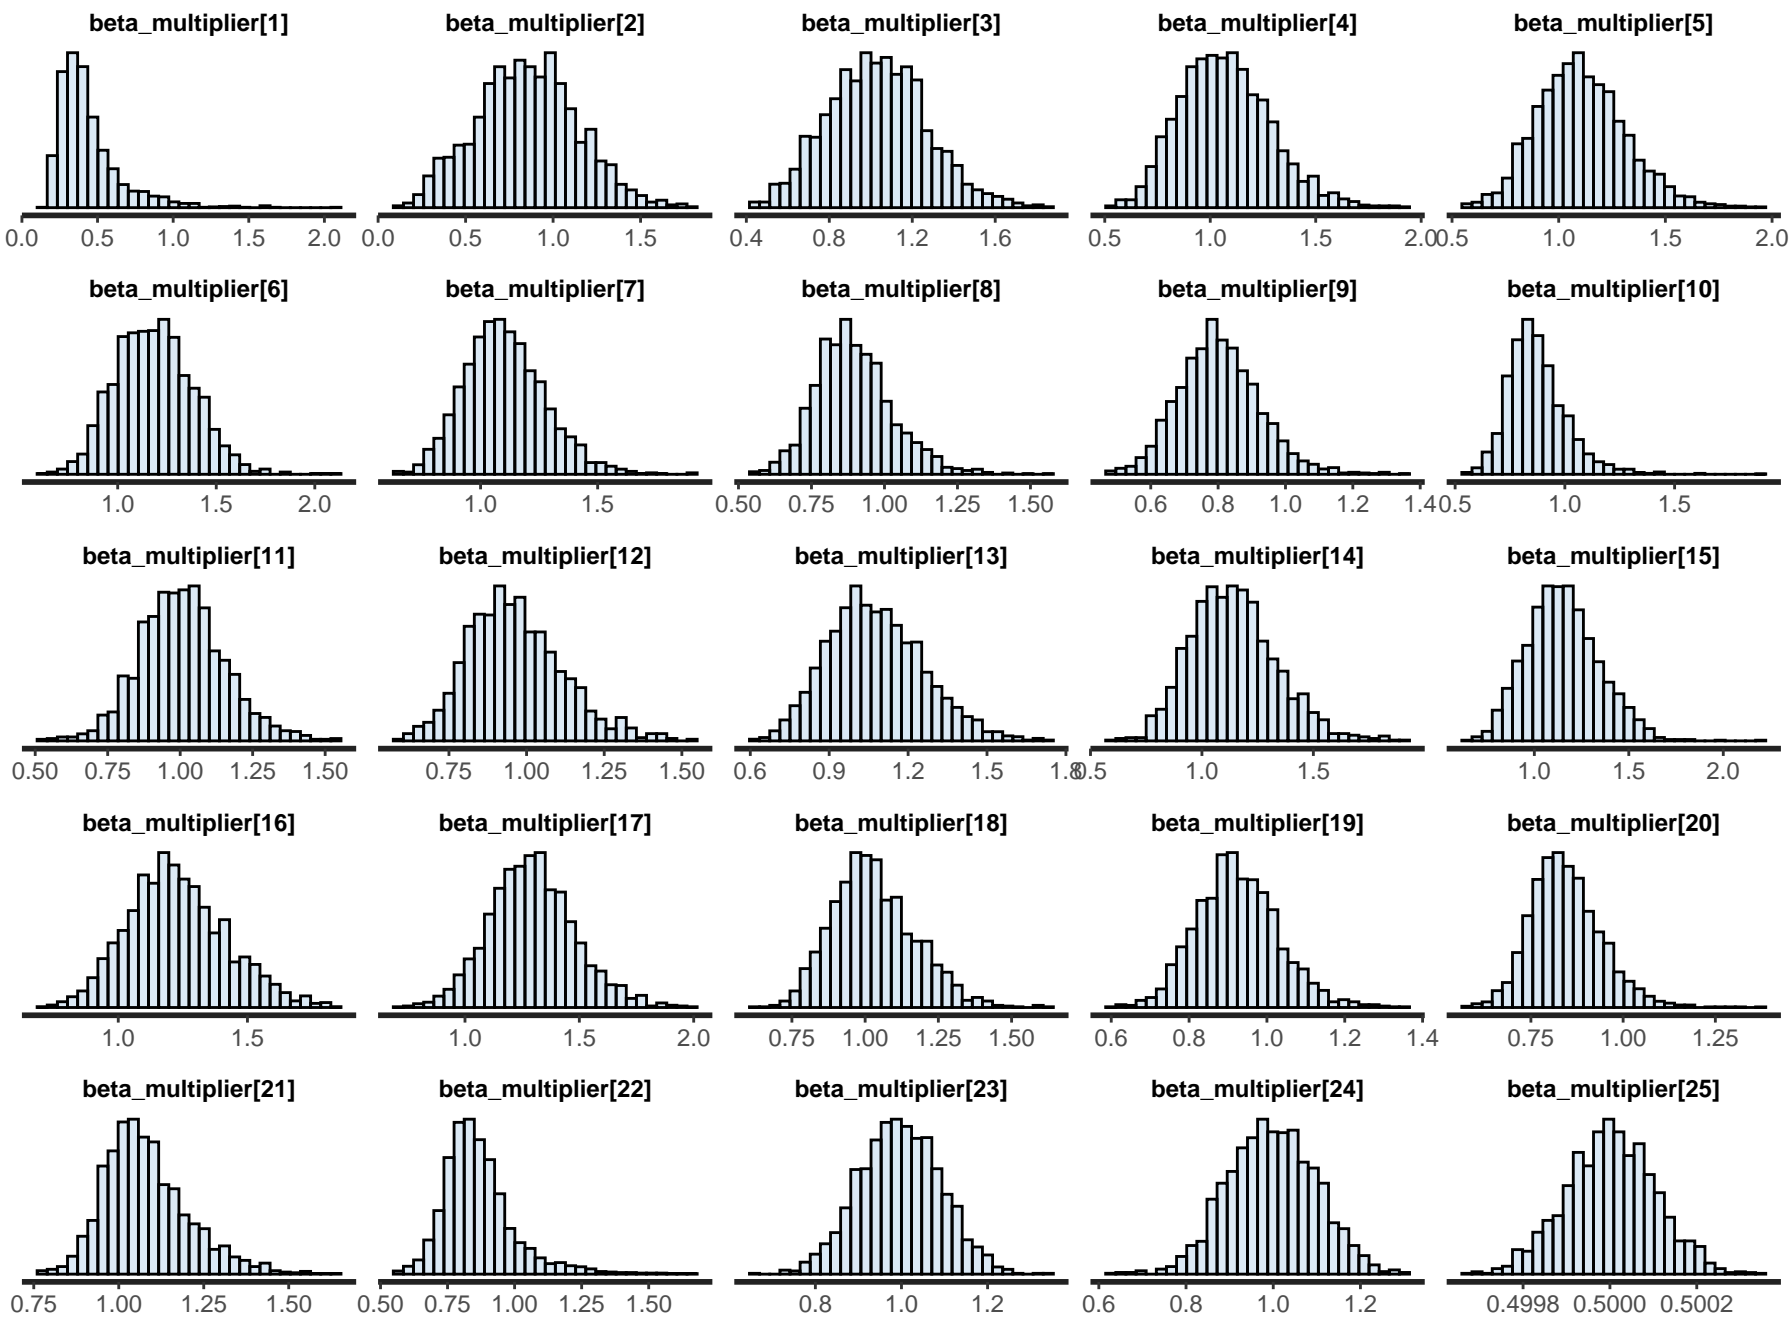 beta_multiplier[1] beta_multiplier[2] beta_multiplier[3] beta_multiplier[4] beta_multiplier[5]
0.0 0.5 1.0 1.5 2.0 0.0 0.5 1.0 1.5 0.4 0.8 1.2 1.6 0.5 1.0 1.5 2.0 0.5 1.0 1.5 2.0
beta_multiplier[6] beta_multiplier[7] beta_multiplier[8] beta_multiplier[9] beta_multiplier[10]
1.0 1.5 2.0 1.0 1.5 0.50 0.75 1.00 1.25 1.50 0.6 0.8 1.0 1.2 1.4 0.5 1.0 1.5
beta_multiplier[11] beta_multiplier[12] beta_multiplier[13] beta_multiplier[14] beta_multiplier[15]
0.50 0.75 1.00 1.25 1.50 0.75 1.00 1.25 1.50 0.6 0.9 1.2 1.5 1.8 0.5 1.0 1.5 1.0 1.5 2.0
beta_multiplier[16] beta_multiplier[17] beta_multiplier[18] beta_multiplier[19] beta_multiplier[20]
1.0 1.5 1.0 1.5 2.0 0.75 1.00 1.25 1.50 0.6 0.8 1.0 1.2 1.4 0.75 1.00 1.25
beta_multiplier[21] beta_multiplier[22] beta_multiplier[23] beta_multiplier[24] beta_multiplier[25]
0.75 1.00 1.25 1.50 0.50 0.75 1.00 1.25 1.50 0.8 1.0 1.2 0.6 0.8 1.0 1.2 0.4998 0.5000 0.5002